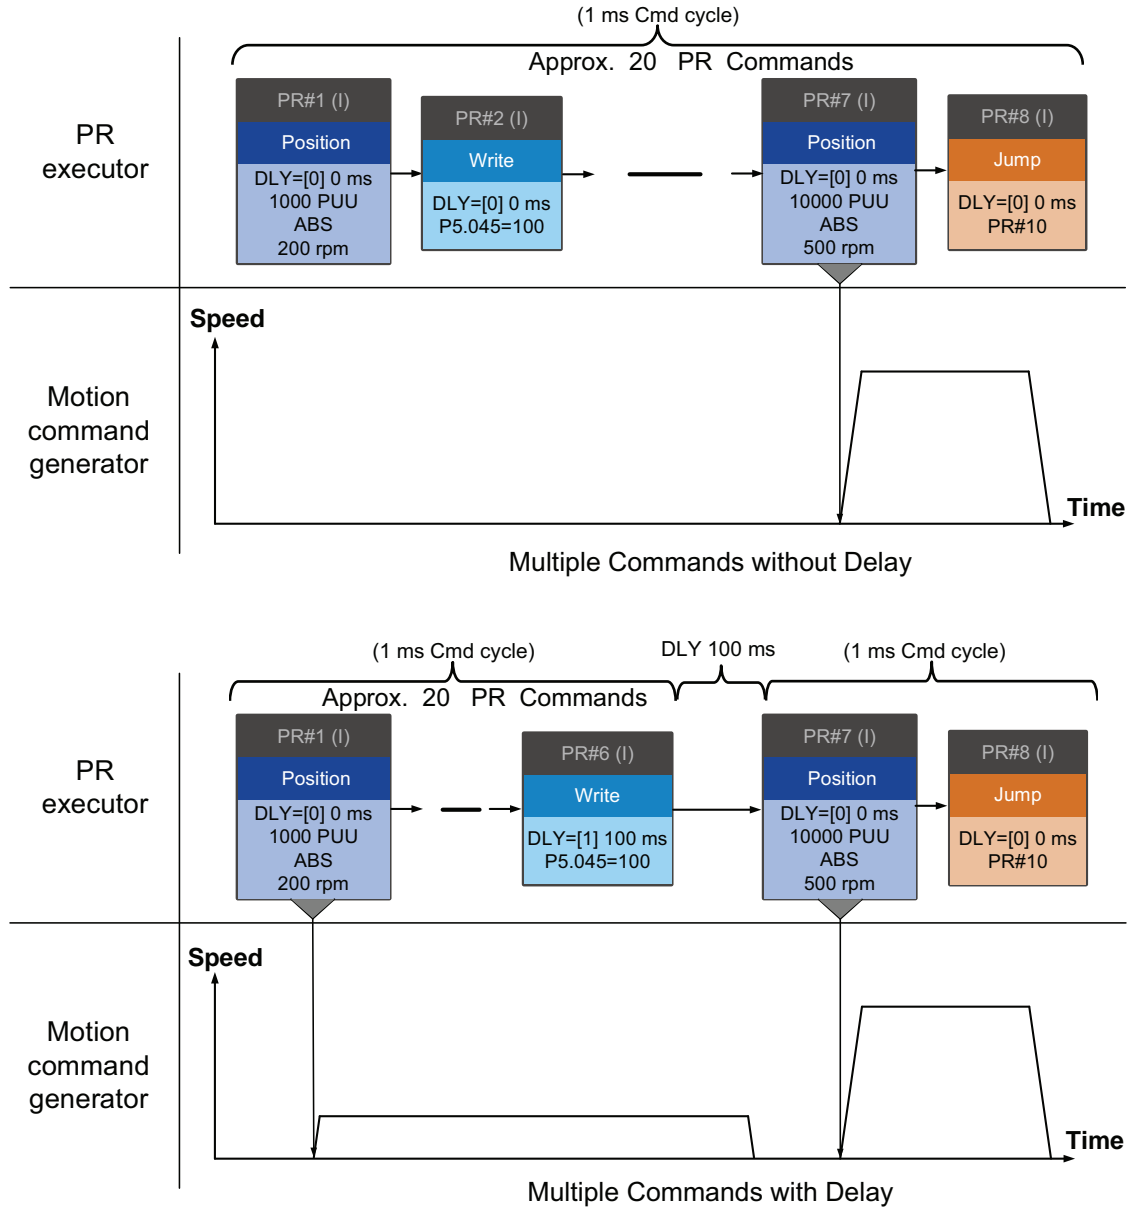 (1 ms Cmd cycle)
Approx. 20 PR Commands
PR
executor
PR#1 (I)
Position
DLY=[0] 0 ms
1000 PUU
ABS
200 rpm
PR#2 (I)
Write
DLY=[0] 0 ms
P5.045=100
PR#7 (I)
Position
DLY=[0] 0 ms
10000 PUU
ABS
500 rpm
PR#8 (I)
Jump
DLY=[0] 0 ms
PR#10
Motion
command
generator
Speed
Time
Multiple Commands without Delay
(1 ms Cmd cycle)
DLY 100 ms
(1 ms Cmd cycle)
Approx. 20 PR Commands
PR
executor
PR#1 (I)
Position
DLY=[0] 0 ms
1000 PUU
ABS
200 rpm
PR#6 (I)
Write
DLY=[1] 100 ms
P5.045=100
PR#7 (I)
Position
DLY=[0] 0 ms
10000 PUU
ABS
500 rpm
PR#8 (I)
Jump
DLY=[0] 0 ms
PR#10
Motion
command
generator
Speed
Time
Multiple Commands with Delay